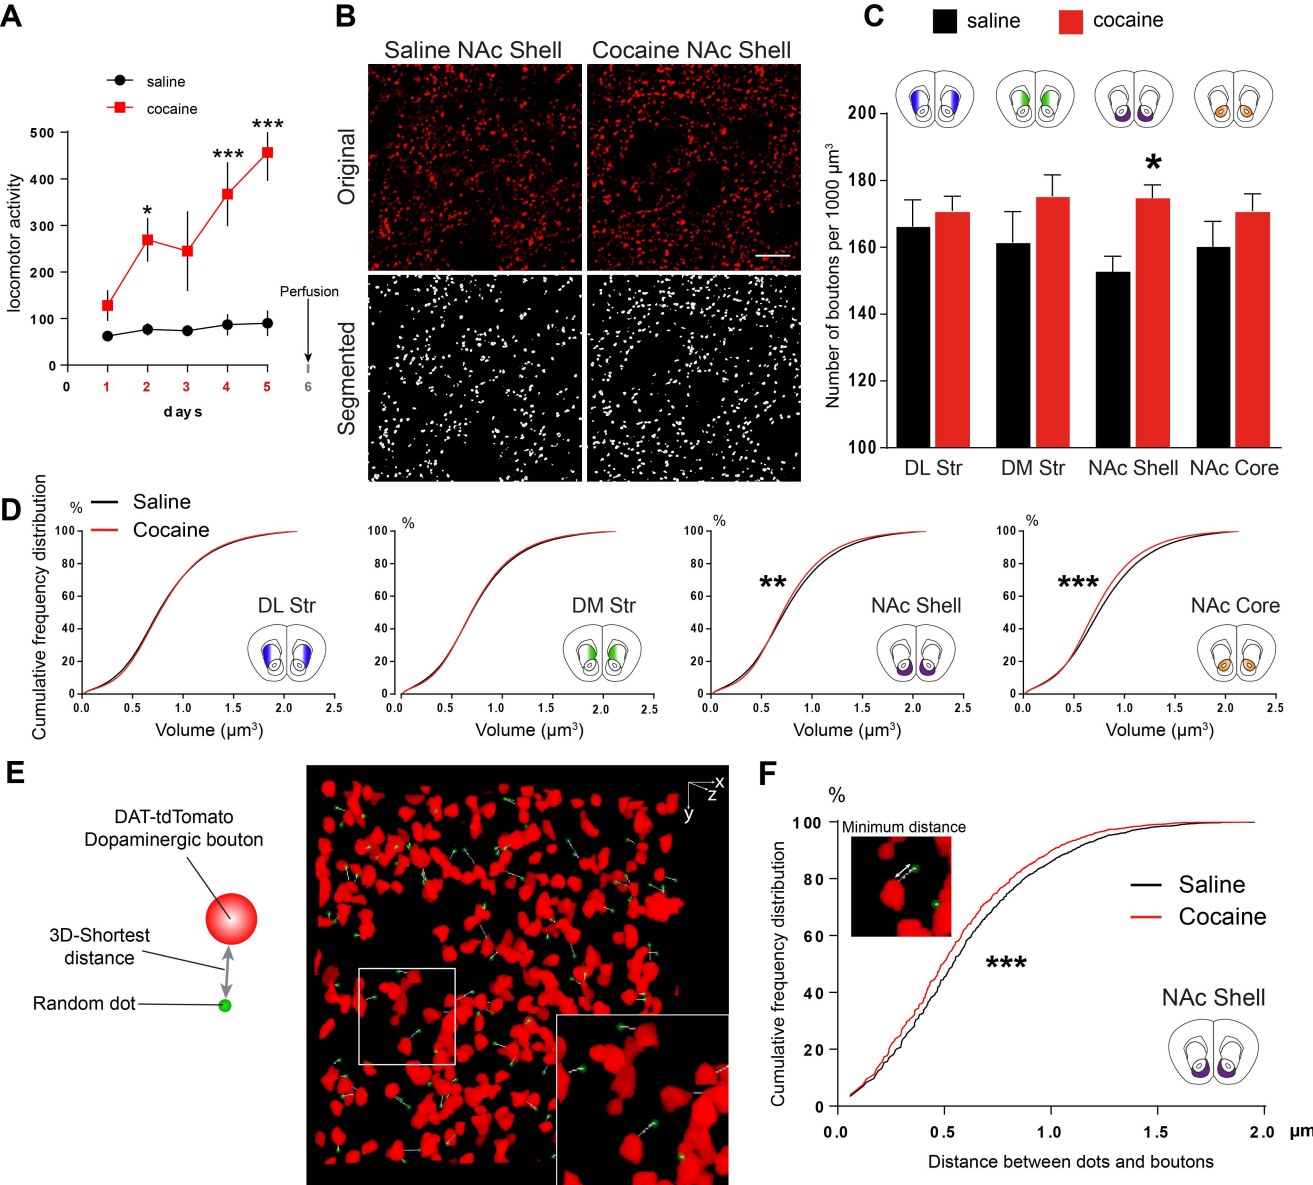 A
saline
cocaine
locomotor activity
500
400
300
200
100
0
***
***
*
Perfusion
0 1 2 3 4 5 6
days
B
Saline NAc Shell Cocaine NAc Shell
Original
Segmented
C
saline cocaine
Number of boutons per 1000 µm³
200
180
160
140
120
100
*
DL Str DM Str NAc Shell NAc Core
D
Saline
Cocaine
Cumulative frequency distribution
%
100
80
60
40
20
0
DL Str
0.0 0.5 1.0 1.5 2.0 2.5
Volume (µm³)
%
100
80
60
40
20
0
DM Str
0.0 0.5 1.0 1.5 2.0 2.5
Volume (µm³)
%
100
80
60
40
20
0
**
NAc Shell
0.0 0.5 1.0 1.5 2.0 2.5
Volume (µm³)
%
100
80
60
40
20
0
***
NAc Core
0.0 0.5 1.0 1.5 2.0 2.5
Volume (µm³)
E
DAT-tdTomato
Dopaminergic bouton
3D-Shortest
distance
Random dot
x
z
y
F
%
Cumulative frequency distribution
100
80
60
40
20
0
Minimum distance
Saline
Cocaine
***
NAc Shell
0.0 0.5 1.0 1.5 2.0 µm
Distance between dots and boutons